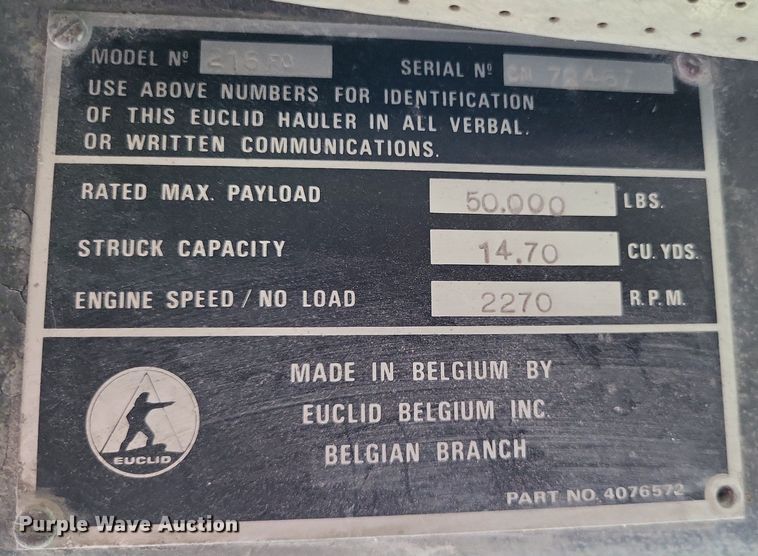 MODEL Nº
SERIAL Nº
USE ABOVE NUMBERS FOR IDENTIFICATION
OF THIS EUCLID HAULER IN ALL VERBAL.
OR WRITTEN COMMUNICATIONS.
RATED MAX. PAYLOAD 50.000 LBS.
STRUCK CAPACITY 14.70 CU. YDS.
ENGINE SPEED / NO LOAD 2270 R.P.M.
EUCLID
MADE IN BELGIUM BY
EUCLID BELGIUM INC.
BELGIAN BRANCH
PART NO. 4076572
Purple Wave Auction